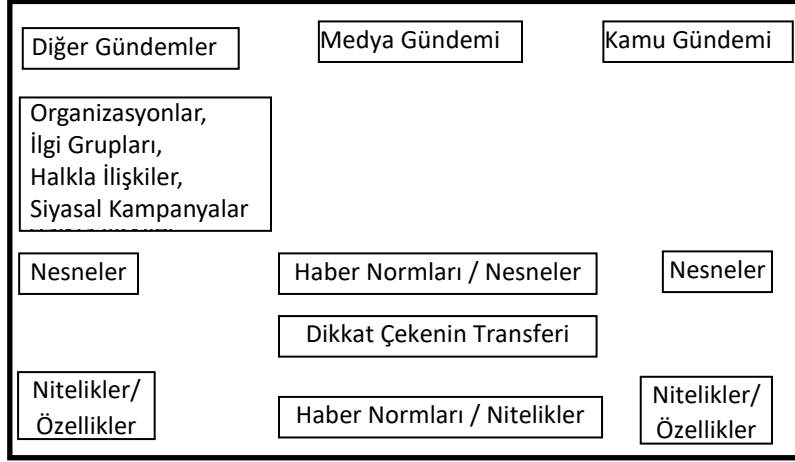 Diğer Gündemler
Medya Gündemi
Kamu Gündemi
Organizasyonlar,
İlgi Grupları,
Halkla İlişkiler,
Siyasal Kampanyalar
Nesneler
Haber Normları / Nesneler
Nesneler
Dikkat Çekenin Transferi
Nitelikler/
Özellikler
Haber Normları / Nitelikler
Nitelikler/
Özellikler